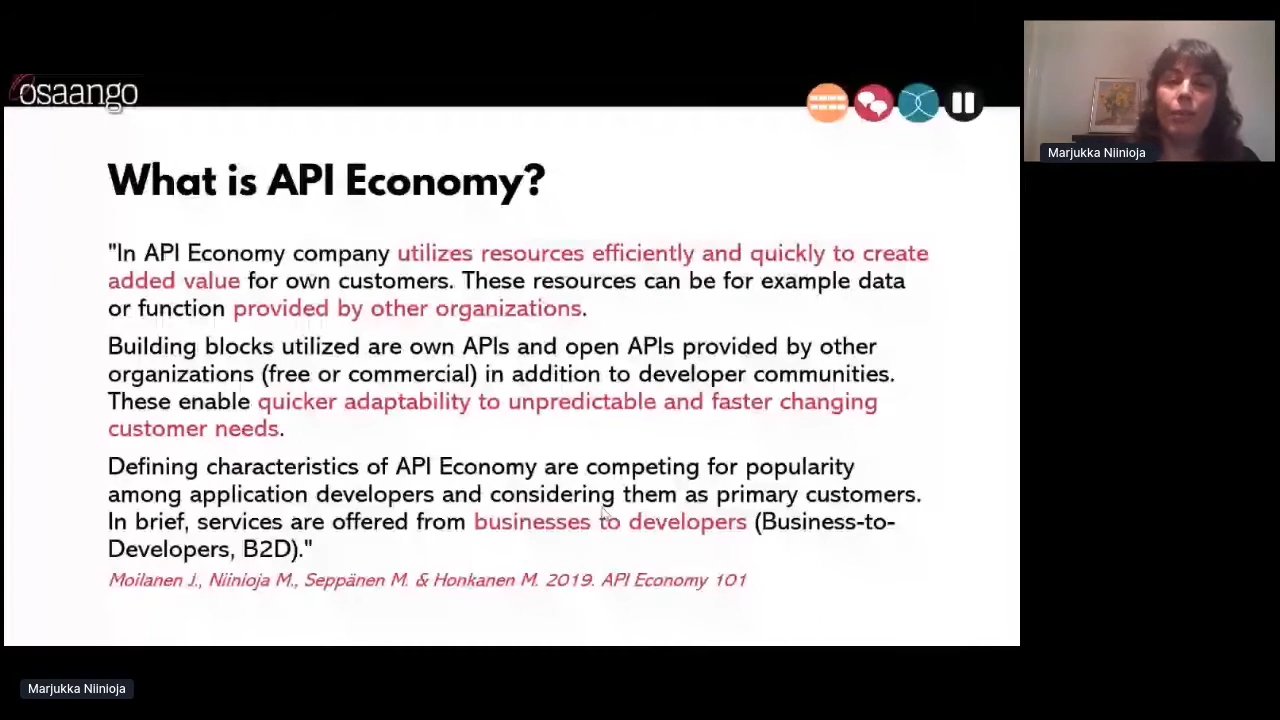 osaango
What is API Economy?
"In API Economy company utilizes resources efficiently and quickly to create
added value for own customers. These resources can be for example data
or function provided by other organizations.
Building blocks utilized are own APIs and open APIs provided by other
organizations (free or commercial) in addition to developer communities.
These enable quicker adaptability to unpredictable and faster changing
customer needs.
Defining characteristics of API Economy are competing for popularity
among application developers and considering them as primary customers.
In brief, services are offered from businesses to developers (Business-to-
Developers, B2D)."
Moilanen J., Niinioja M., Seppänen M. & Honkanen M. 2019. API Economy 101
Marjukka Niinioja
Marjukka Niinioja